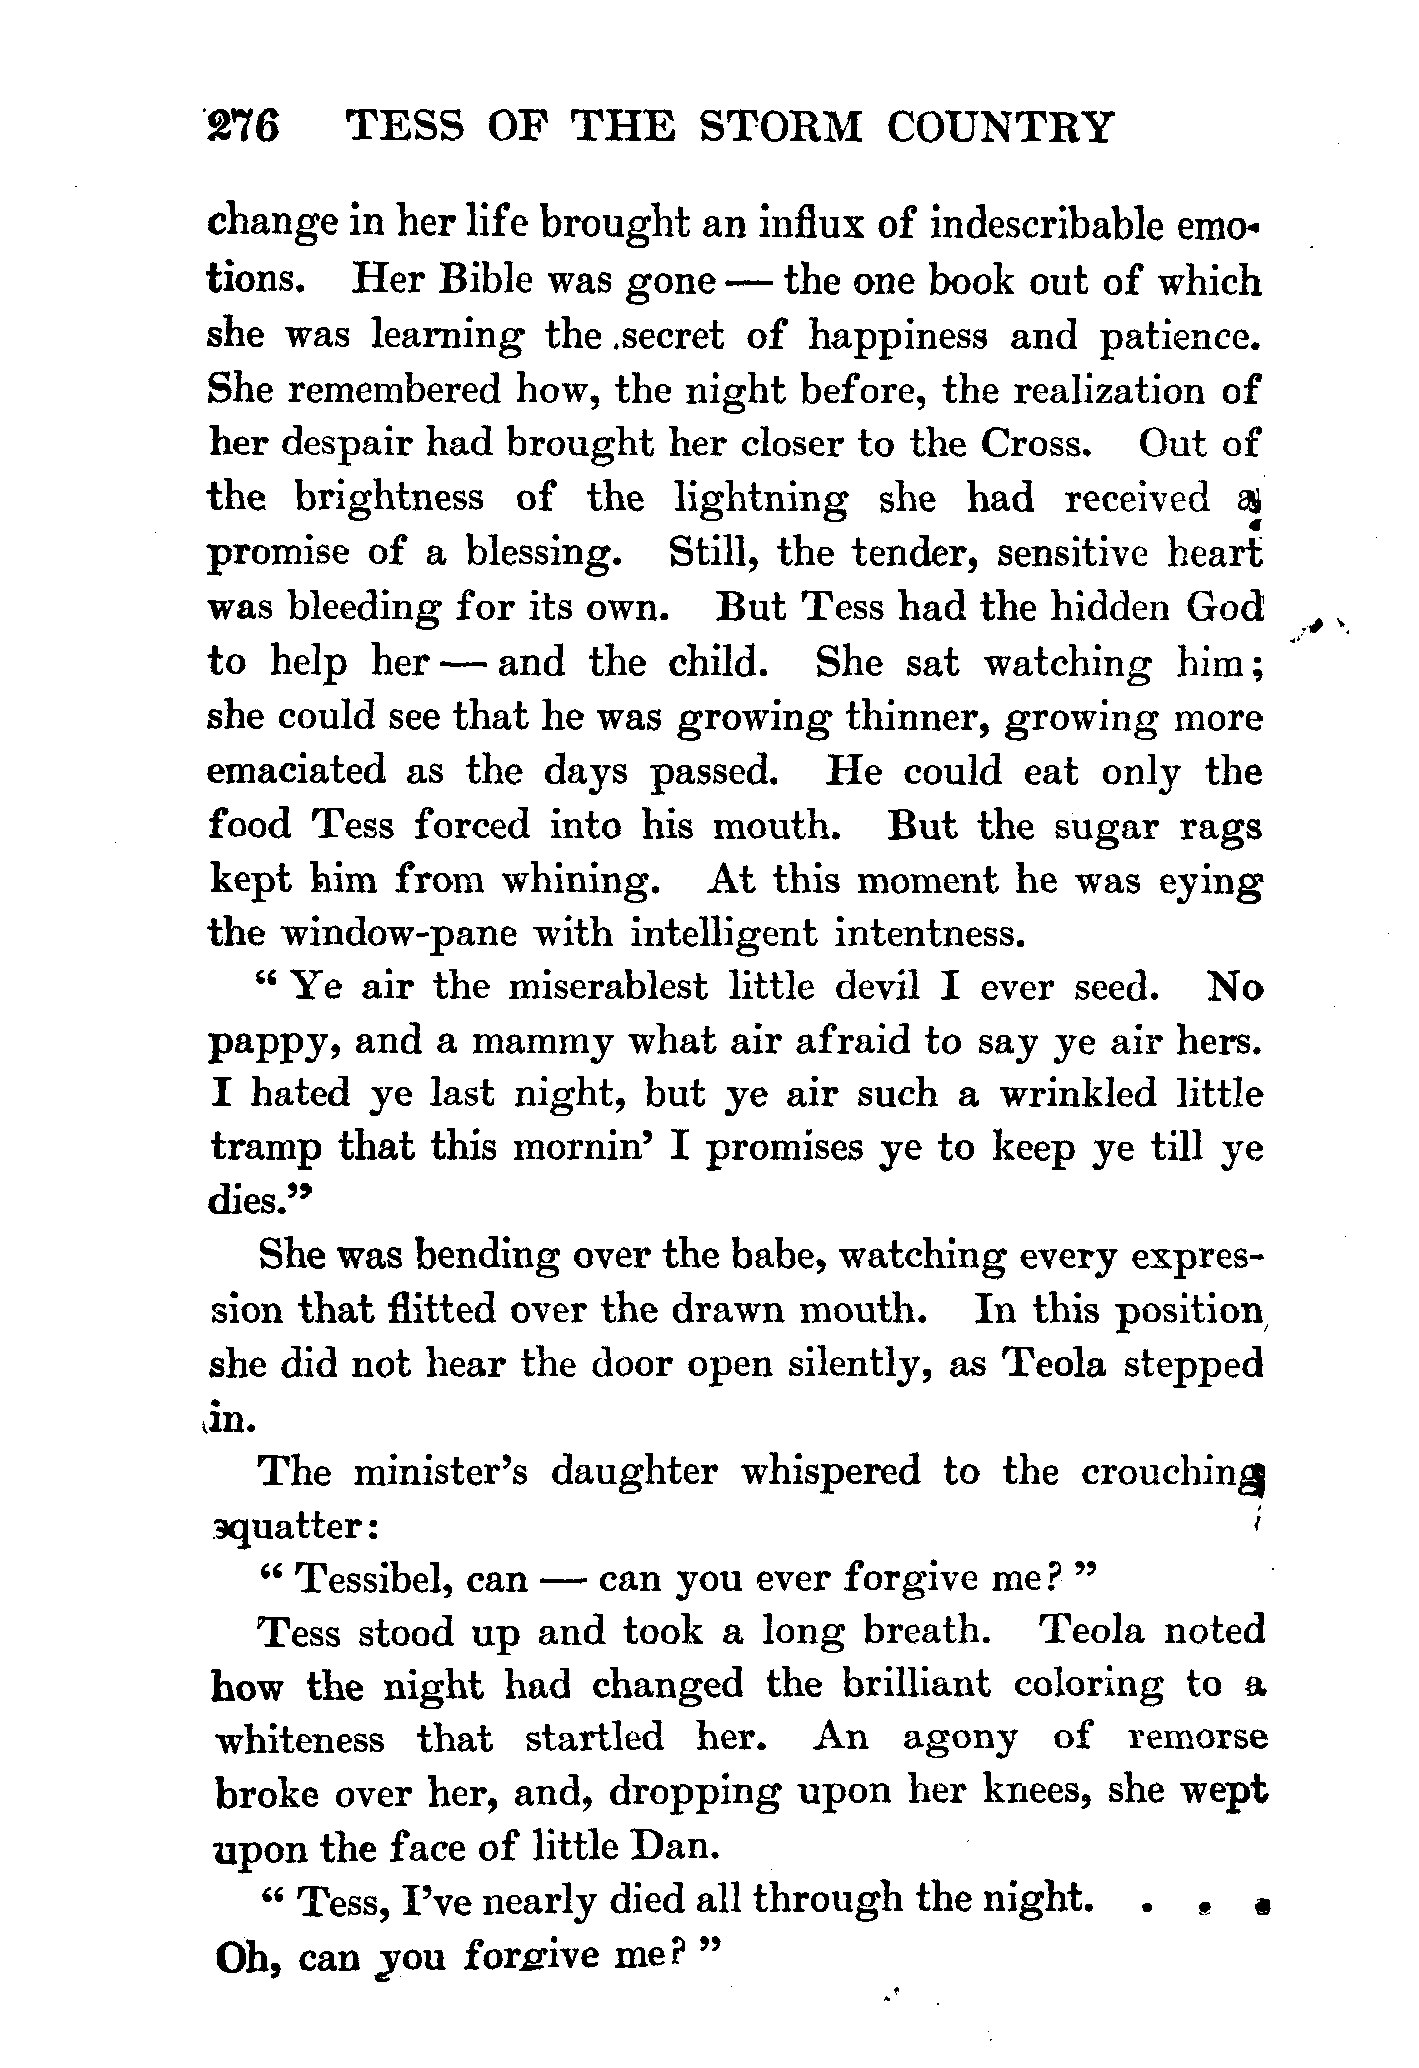 276 TESS OF THE STORM COUNTRY
change in her life brought an influx of indescribable emo-
tions. Her Bible was gone — the one book out of which
she was learning the secret of happiness and patience.
She remembered how, the night before, the realization of
her despair had brought her closer to the Cross. Out of
the brightness of the lightning she had received a
promise of a blessing. Still, the tender, sensitive heart
was bleeding for its own. But Tess had the hidden God
to help her — and the child. She sat watching him;
she could see that he was growing thinner, growing more
emaciated as the days passed. He could eat only the
food Tess forced into his mouth. But the sugar rags
kept him from whining. At this moment he was eying
the window-pane with intelligent intentness.
“ Ye air the miserablest little devil I ever seed. No
pappy, and a mammy what air afraid to say ye air hers.
I hated ye last night, but ye air such a wrinkled little
tramp that this mornin’ I promises ye to keep ye till ye
dies.”
She was bending over the babe, watching every expres-
sion that flitted over the drawn mouth. In this position
she did not hear the door open silently, as Teola stepped
in.
The minister’s daughter whispered to the crouching
squatter:
“ Tessibel, can — can you ever forgive me? ”
Tess stood up and took a long breath. Teola noted
how the night had changed the brilliant coloring to a
whiteness that startled her. An agony of remorse
broke over her, and, dropping upon her knees, she wept
upon the face of little Dan.
“ Tess, I’ve nearly died all through the night. . . .
Oh, can you forgive me? ”